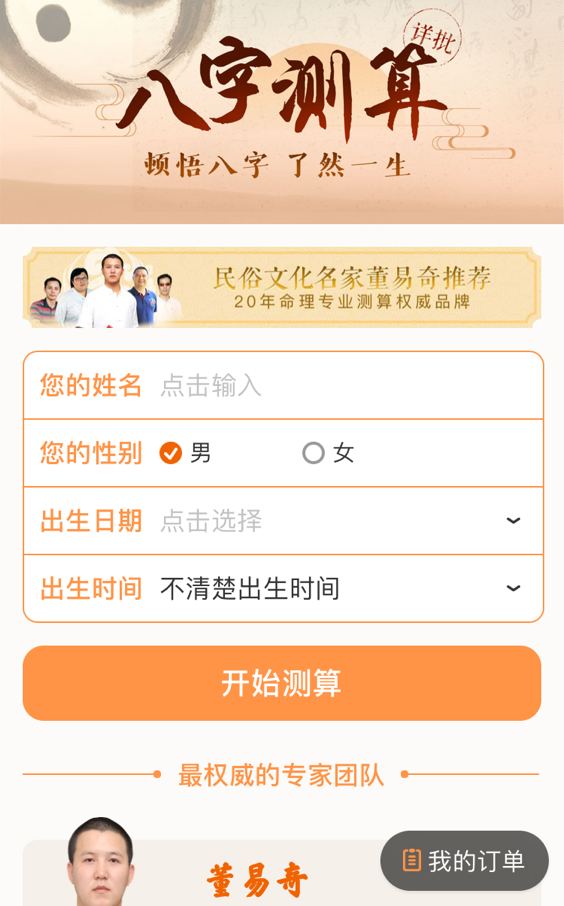 详批
八字测算
顿悟八字 了然一生
民俗文化名家董易奇推荐
20年命理专业测算权威品牌
您的姓名 点击输入
您的性别 男 女
出生日期 点击选择
出生时间 不清楚出生时间
开始测算
最权威的专家团队
董易奇
我的订单